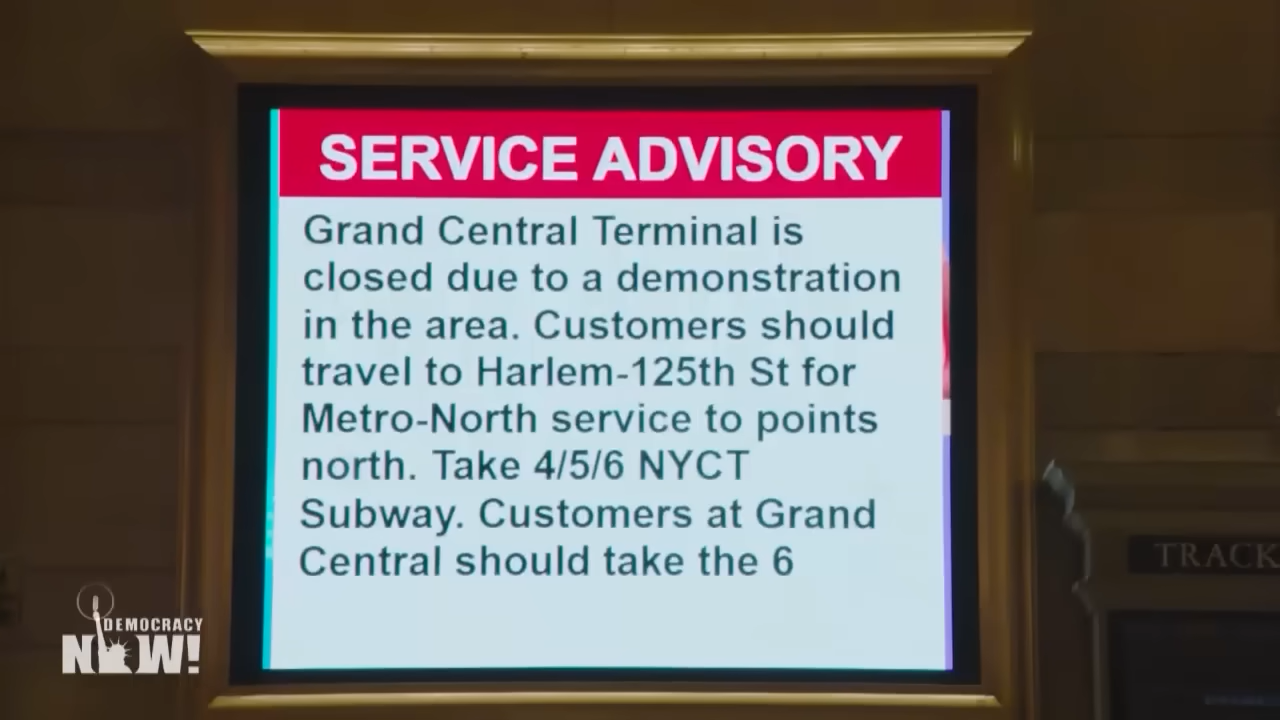 SERVICE ADVISORY
Grand Central Terminal is
closed due to a demonstration
in the area. Customers should
travel to Harlem-125th St for
Metro-North service to points
north. Take 4/5/6 NYCT
Subway. Customers at Grand
Central should take the 6
TRACK
DEMOCRACY
NOW!